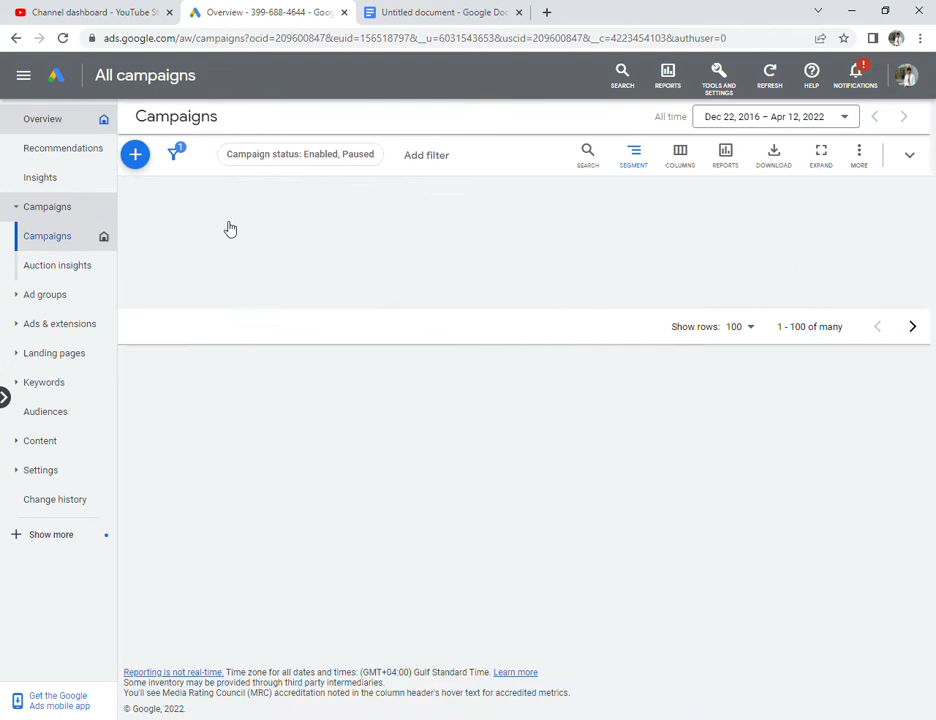 Channel dashboard - YouTube St
Overview - 399-688-4644 - Goog
Untitled document - Google Doc
ads.google.com/aw/campaigns?ocid=209600847&euid=156518797&__u=6031543653&uscid=209600847&__c=4223454103&authuser=0
All campaigns
SEARCH
REPORTS
TOOLS AND
SETTINGS
REFRESH
HELP
!
NOTIFICATIONS
Overview
Recommendations
Insights
Campaigns
Campaigns
Auction insights
Ad groups
Ads & extensions
Landing pages
Keywords
Audiences
Content
Settings
Change history
Show more
Get the Google
Ads mobile app
Campaigns
All time
Dec 22, 2016 – Apr 12, 2022
1
Campaign status: Enabled, Paused
Add filter
SEARCH
SEGMENT
COLUMNS
REPORTS
DOWNLOAD
EXPAND
MORE
Show rows: 100
1 - 100 of many
Reporting is not real-time. Time zone for all dates and times: (GMT+04:00) Gulf Standard Time. Learn more
Some inventory may be provided through third party intermediaries.
You'll see Media Rating Council (MRC) accreditation noted in the column header's hover text for accredited metrics.
© Google, 2022.